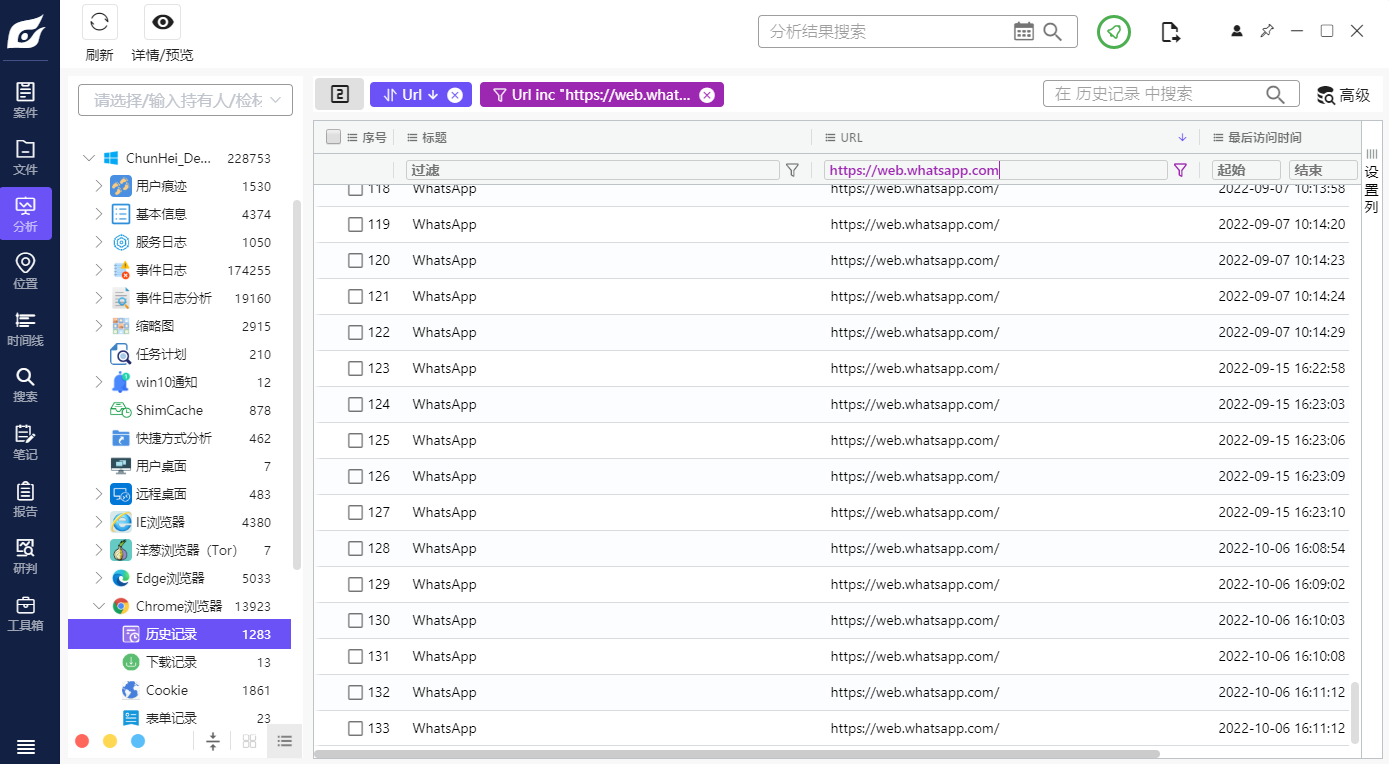 刷新 详情/预览 分析结果搜索
案件
文件
分析
位置
时间线
搜索
笔记
报告
研判
工具箱
请选择/输入持有人/检材
ChunHei_De... 228753
用户痕迹 1530
基本信息 4374
服务日志 1050
事件日志 174255
事件日志分析 19160
缩略图 2915
任务计划 210
win10通知 12
ShimCache 878
快捷方式分析 462
用户桌面 7
远程桌面 483
IE浏览器 4380
洋葱浏览器（Tor） 7
Edge浏览器 5033
Chrome浏览器 13923
历史记录 1283
下载记录 13
Cookie 1861
表单记录 23
2 Url Url inc "https://web.what... 在 历史记录 中搜索 高级
序号 标题 URL 最后访问时间
过滤 https://web.whatsapp.com 起始 结束
118 WhatsApp https://web.whatsapp.com/ 2022-09-07 10:13:58
119 WhatsApp https://web.whatsapp.com/ 2022-09-07 10:14:20
120 WhatsApp https://web.whatsapp.com/ 2022-09-07 10:14:23
121 WhatsApp https://web.whatsapp.com/ 2022-09-07 10:14:24
122 WhatsApp https://web.whatsapp.com/ 2022-09-07 10:14:29
123 WhatsApp https://web.whatsapp.com/ 2022-09-15 16:22:58
124 WhatsApp https://web.whatsapp.com/ 2022-09-15 16:23:03
125 WhatsApp https://web.whatsapp.com/ 2022-09-15 16:23:06
126 WhatsApp https://web.whatsapp.com/ 2022-09-15 16:23:09
127 WhatsApp https://web.whatsapp.com/ 2022-09-15 16:23:10
128 WhatsApp https://web.whatsapp.com/ 2022-10-06 16:08:54
129 WhatsApp https://web.whatsapp.com/ 2022-10-06 16:09:02
130 WhatsApp https://web.whatsapp.com/ 2022-10-06 16:10:03
131 WhatsApp https://web.whatsapp.com/ 2022-10-06 16:10:08
132 WhatsApp https://web.whatsapp.com/ 2022-10-06 16:11:12
133 WhatsApp https://web.whatsapp.com/ 2022-10-06 16:11:12
设置列